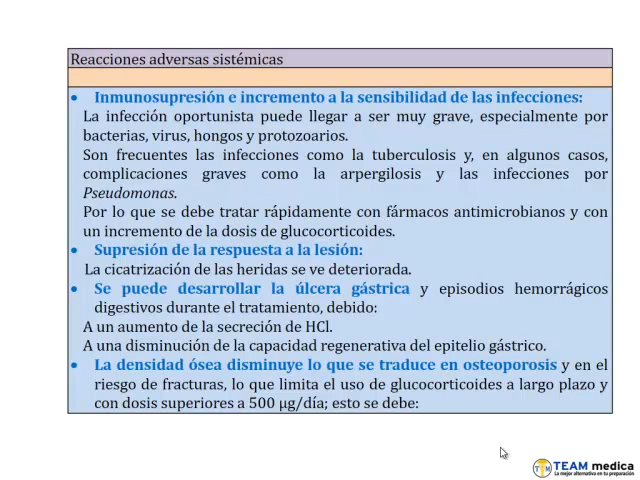 Reacciones adversas sistémicas
• Inmunosupresión e incremento a la sensibilidad de las infecciones:
La infección oportunista puede llegar a ser muy grave, especialmente por
bacterias, virus, hongos y protozoarios.
Son frecuentes las infecciones como la tuberculosis y, en algunos casos,
complicaciones graves como la arpergilosis y las infecciones por
Pseudomonas.
Por lo que se debe tratar rápidamente con fármacos antimicrobianos y con
un incremento de la dosis de glucocorticoides.
• Supresión de la respuesta a la lesión:
La cicatrización de las heridas se ve deteriorada.
• Se puede desarrollar la úlcera gástrica y episodios hemorrágicos
digestivos durante el tratamiento, debido:
A un aumento de la secreción de HCl.
A una disminución de la capacidad regenerativa del epitelio gástrico.
• La densidad ósea disminuye lo que se traduce en osteoporosis y en el
riesgo de fracturas, lo que limita el uso de glucocorticoides a largo plazo y
con dosis superiores a 500 μg/día; esto se debe:
TEAM medica
La mejor alternativa en tu preparación